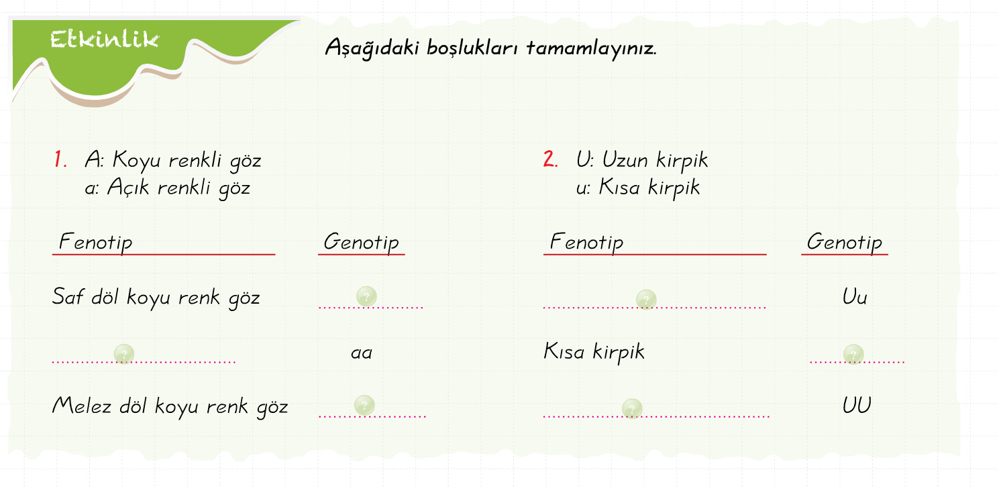 Etkinlik
Aşağıdaki boşlukları tamamlayınız.
1. A: Koyu renkli göz
a: Açık renkli göz
Fenotip Genotip
Saf döl koyu renk göz ?
? aa
Melez döl koyu renk göz ?
2. U: Uzun kirpik
u: Kısa kirpik
Fenotip Genotip
? Uu
Kısa kirpik ?
? UU